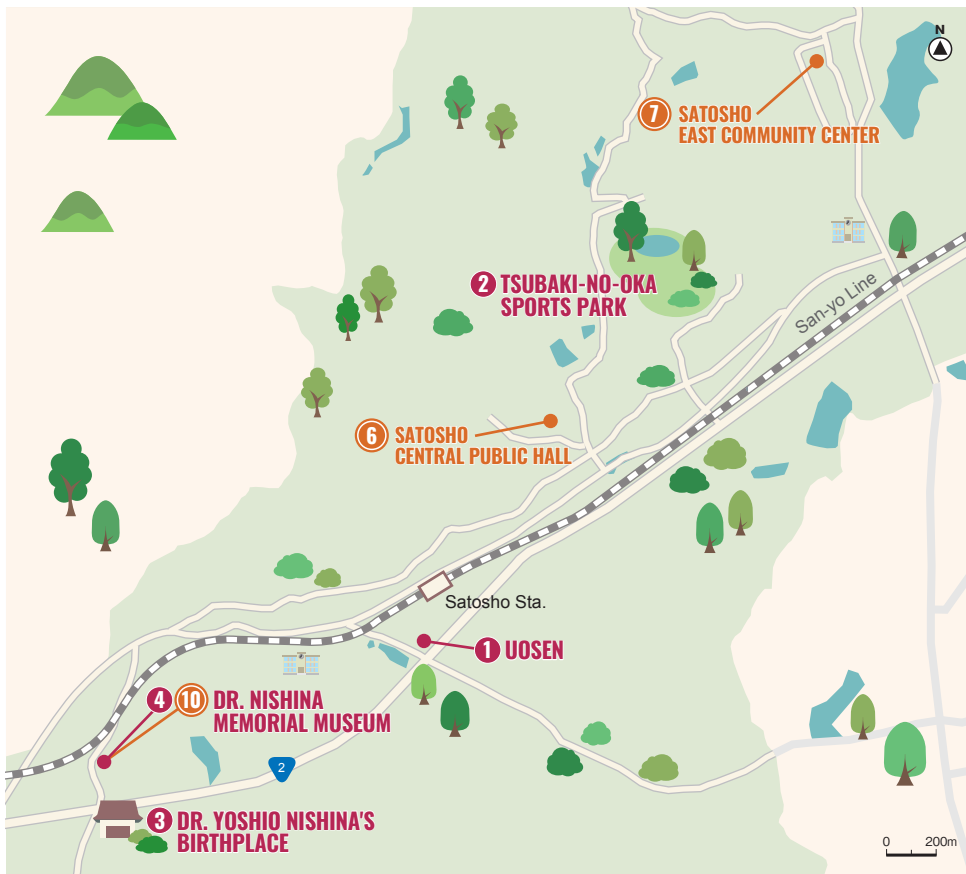 N
7 SATOSHO
EAST COMMUNITY CENTER
2 TSUBAKI-NO-OKA
SPORTS PARK
San-yo Line
6 SATOSHO
CENTRAL PUBLIC HALL
Satosho Sta.
1 UOSEN
4 10 DR. NISHINA
MEMORIAL MUSEUM
2
3 DR. YOSHIO NISHINA'S
BIRTHPLACE
0 200m